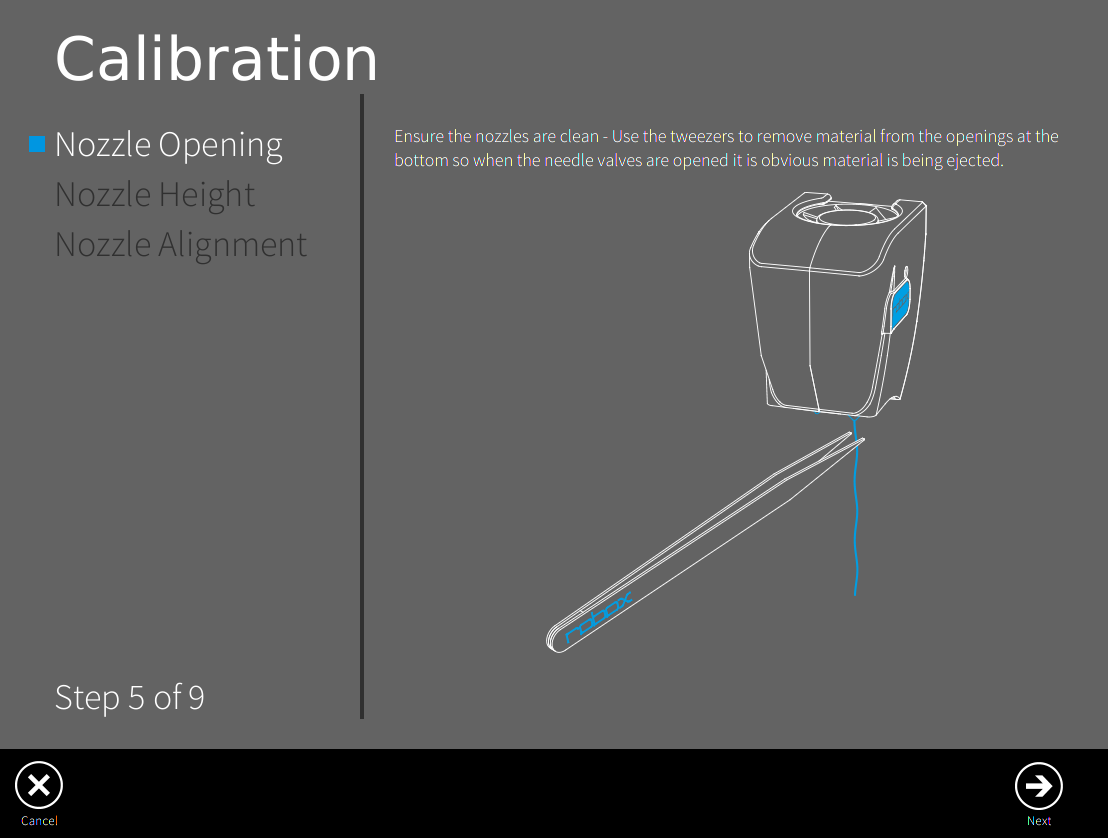 Calibration
Nozzle Opening
Nozzle Height
Nozzle Alignment
Ensure the nozzles are clean - Use the tweezers to remove material from the openings at the
bottom so when the needle valves are opened it is obvious material is being ejected.
robox
Step 5 of 9
Cancel
Next